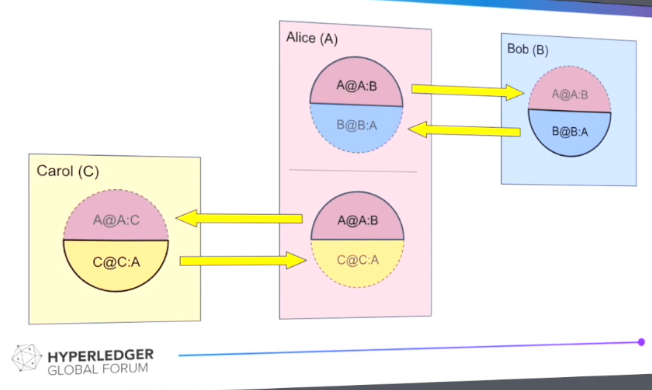 Alice (A)
Bob (B)
A@A:B
B@B:A
A@A:B
B@B:A
Carol (C)
A@A:C
C@C:A
A@A:B
C@C:A
HYPERLEDGER
GLOBAL FORUM